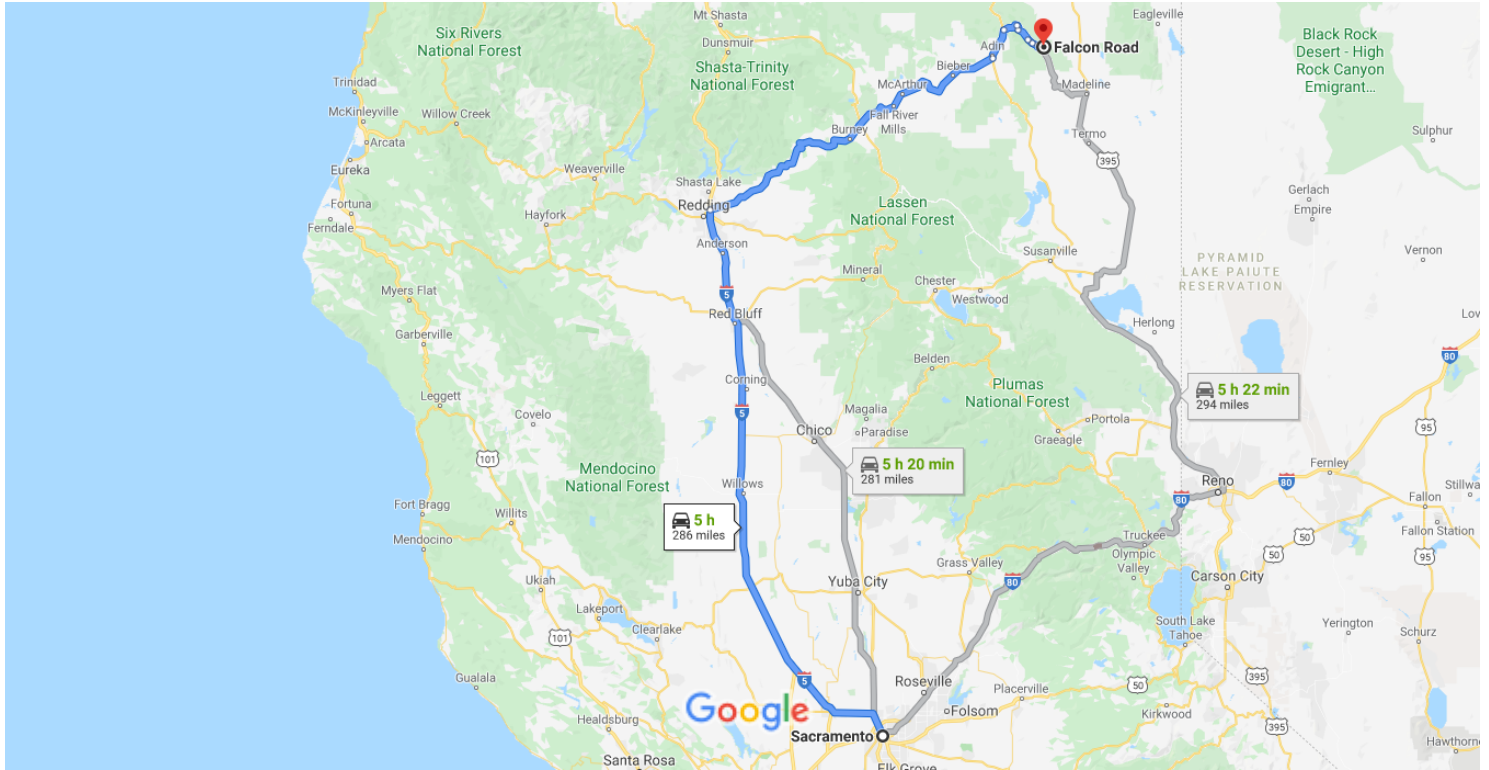 Mt Shasta
Eagleville
Six Rivers
National Forest
Dunsmuir
Black Rock
Desert - High
Rock Canyon
Emigrant...
Adin
Falcon Road
Shasta-Trinity
National Forest
Bieber
Trinidad
McArthur
Madeline
McKinleyville
Willow Creek
Fall River
Mills
Arcata
Burney
Termo
Sulphur
395
Eureka
Weaverville
Shasta Lake
Gerlach
Empire
Fortuna
Redding
Lassen
National Forest
Ferndale
Hayfork
Anderson
Susanville
Vernon
PYRAMID
LAKE PAIUTE
RESERVATION
Mineral
Chester
Westwood
Myers Flat
5
Red Bluff
Herlong
Lov
Garberville
80
Belden
Corning
Plumas
National Forest
5 h 22 min
294 miles
Leggett
5
Covelo
Magalia
Paradise
Portola
95
Chico
Graeagle
101
Mendocino
National Forest
5 h 20 min
281 miles
Fernley
Willows
Reno
80
80
Stillwa
Fort Bragg
Willits
5 h
286 miles
Fallon
Fallon Station
Mendocino
Truckee
Olympic
Valley
50
50
95
Grass Valley
Ukiah
Yuba City
80
Carson City
Lakeport
101
Clearlake
South Lake
Tahoe
Yerington
Schurz
Gualala
5
Roseville
Placerville
50
395
95
Google
Folsom
Kirkwood
Healdsburg
Sacramento
395
Hawthorn
Santa Rosa
Elk Grove